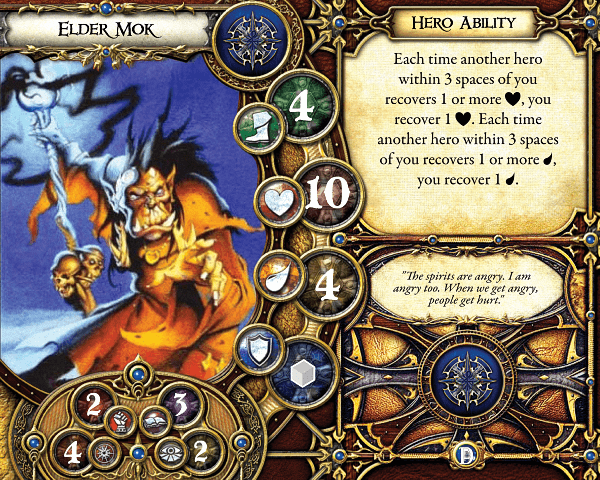 Elder Mok
4
10
4
2
3
4
2
Hero Ability
Each time another hero
within 3 spaces of you
recovers 1 or more ♥, you
recover 1 ♥. Each time
another hero within 3 spaces
of you recovers 1 or more 
you recover 1 .
"The spirits are angry. I am
angry too. When we get angry,
people get hurt."
D